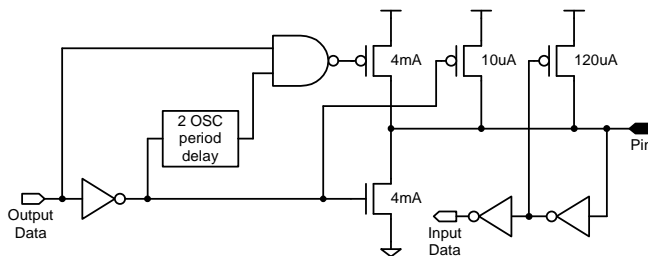 4mA
10uA
120uA
2 OSC
period
delay
Pin
4mA
Output
Data
Input
Data